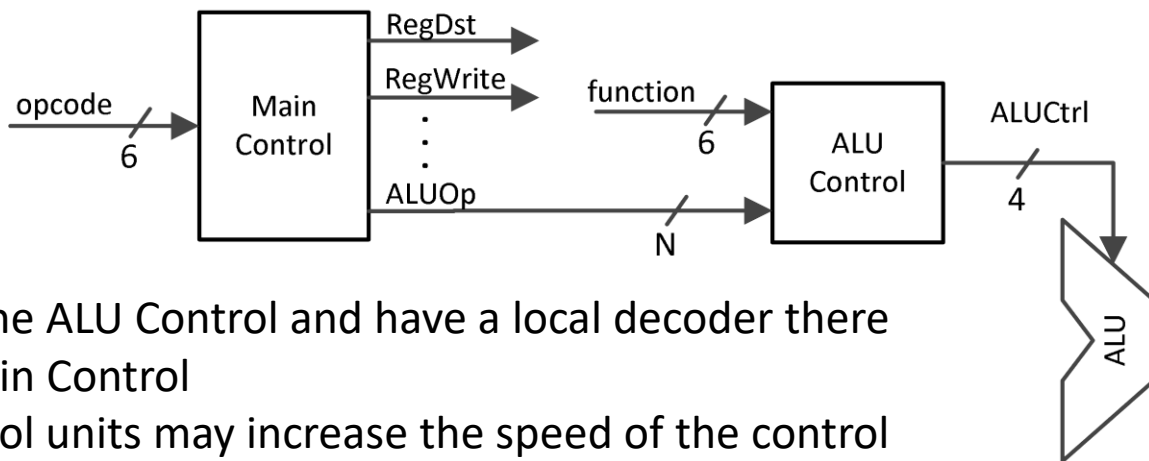 RegDst
RegWrite
opcode
6
Main
Control
ALUOp
N
function
6
ALU
Control
ALUCtrl
4
ALU
he ALU Control and have a local decoder there
in Control
ol units may increase the speed of the control